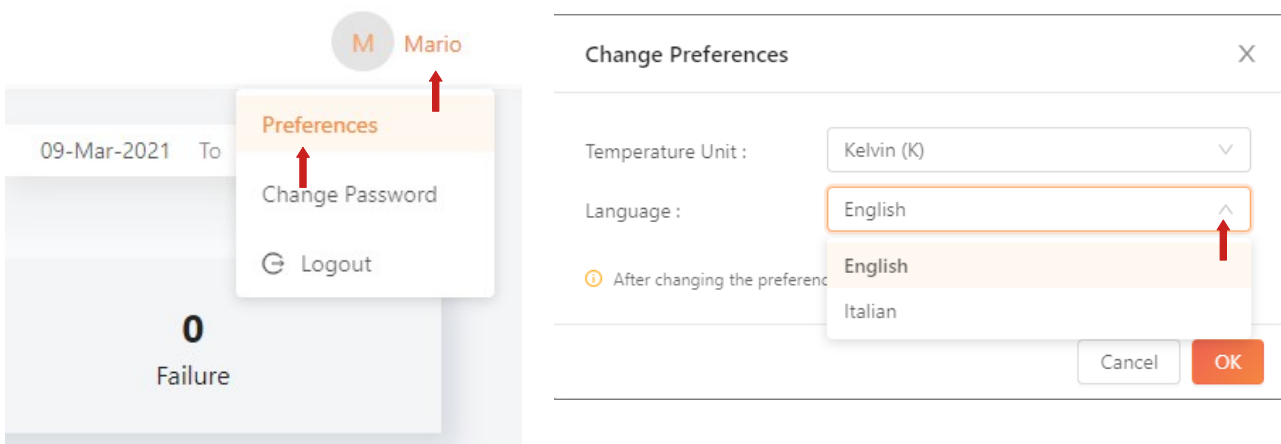 M Mario
Preferences
09-Mar-2021 To
Change Password
Logout
0
Failure
Change Preferences
Temperature Unit : Kelvin (K)
Language : English
English
After changing the
Italian
Cancel OK